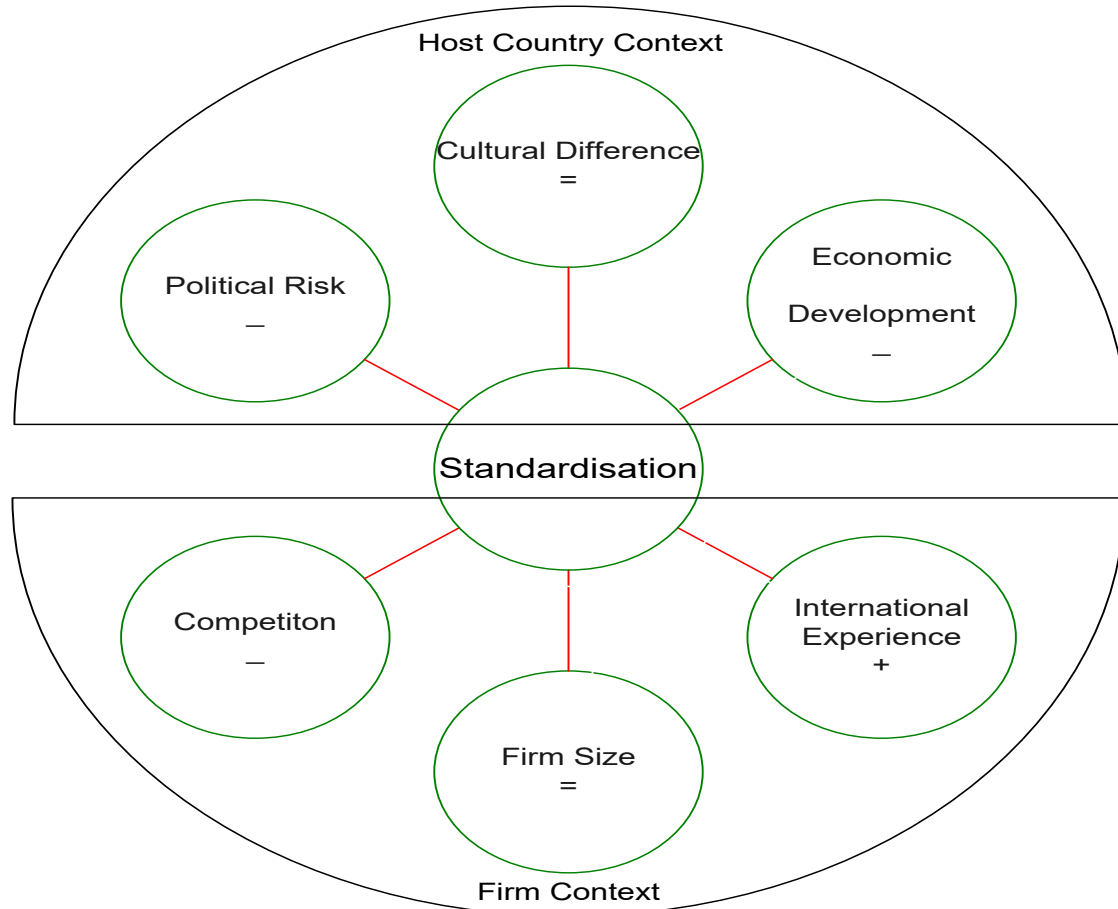 Host Country Context
Cultural Difference
=
Political Risk
_
Economic
Development
_
Standardisation
Competiton
_
International
Experience
+
Firm Size
=
Firm Context